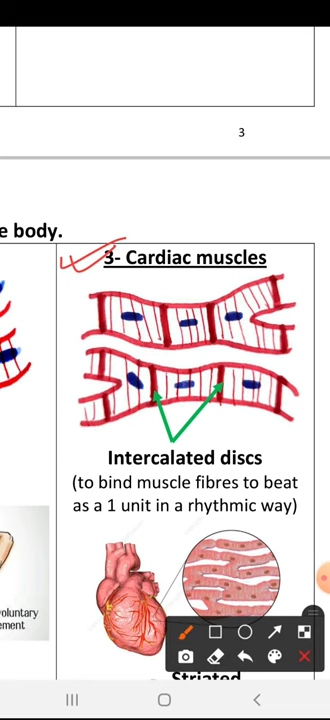 3
e body.
3- Cardiac muscles
Intercalated discs
(to bind muscle fibres to beat
as a 1 unit in a rhythmic way)
oluntary
ement
Striated